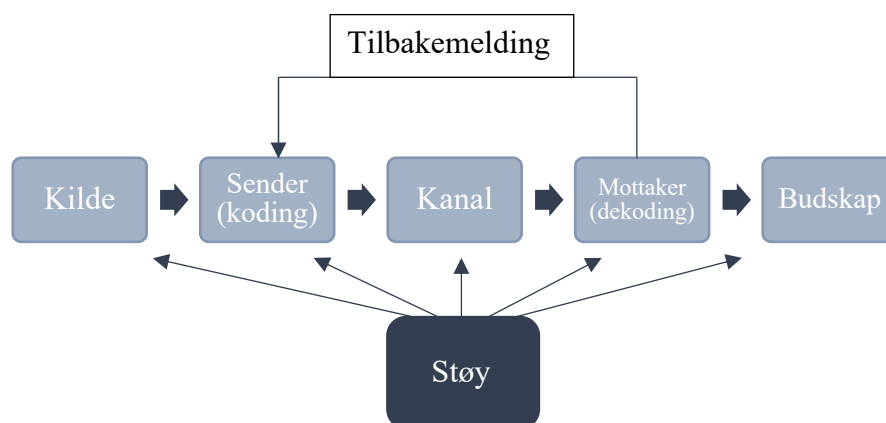 Tilbakemelding
Kilde
Sender
(koding)
Kanal
Mottaker
(dekoding)
Budskap
Støy